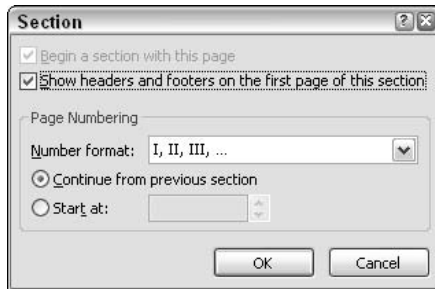 Section
Begin a section with this page
Show headers and footers on the first page of this section
Page Numbering
Number format: I, II, III, ...
Continue from previous section
Start at:
OK Cancel